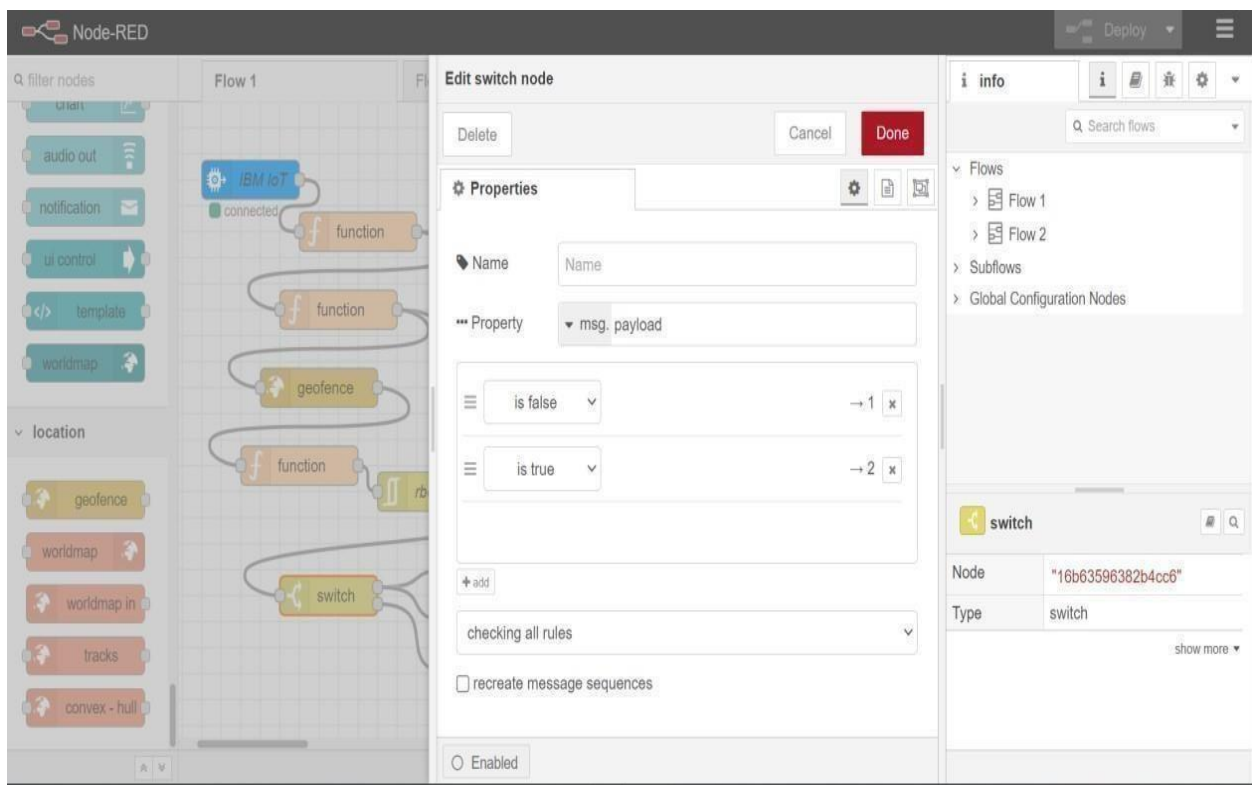 Node-RED
Deploy
filter nodes
chart
audio out
notification
ui control
</> template
worldmap
location
geofence
worldmap
worldmap in
tracks
convex - hull
Flow 1
Fl
IBM IoT
connected
f function
f function
geofence
f function
rb
switch
Edit switch node
Delete
Cancel
Done
Properties
Name
Name
Property
msg. payload
is false
→ 1 x
is true
→ 2 x
+ add
checking all rules
recreate message sequences
Enabled
i info
i
Search flows
Flows
Flow 1
Flow 2
Subflows
Global Configuration Nodes
switch
Node "16b63596382b4cc6"
Type switch
show more